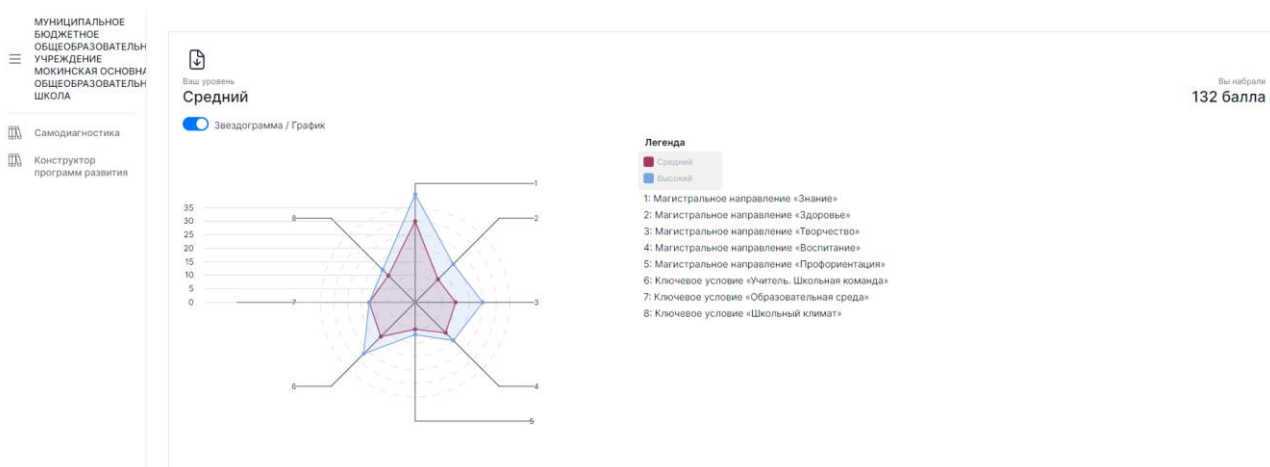 МУНИЦИПАЛЬНОЕ
БЮДЖЕТНОЕ
ОБЩЕОБРАЗОВАТЕЛЬН
УЧРЕЖДЕНИЕ
МОКИНСКАЯ ОСНОВНА
ОБЩЕОБРАЗОВАТЕЛЬН
ШКОЛА
Самодиагностика
Конструктор
программ развития
Ваш уровень
Средний
Вы набрали
132 балла
Звездограмма / График
35
30
25
20
15
10
5
0
1
2
3
4
5
6
7
8
Легенда
Средний
Высокий
1: Магистральное направление «Знание»
2: Магистральное направление «Здоровье»
3: Магистральное направление «Творчество»
4: Магистральное направление «Воспитание»
5: Магистральное направление «Профориентация»
6: Ключевое условие «Учитель. Школьная команда»
7: Ключевое условие «Образовательная среда»
8: Ключевое условие «Школьный климат»